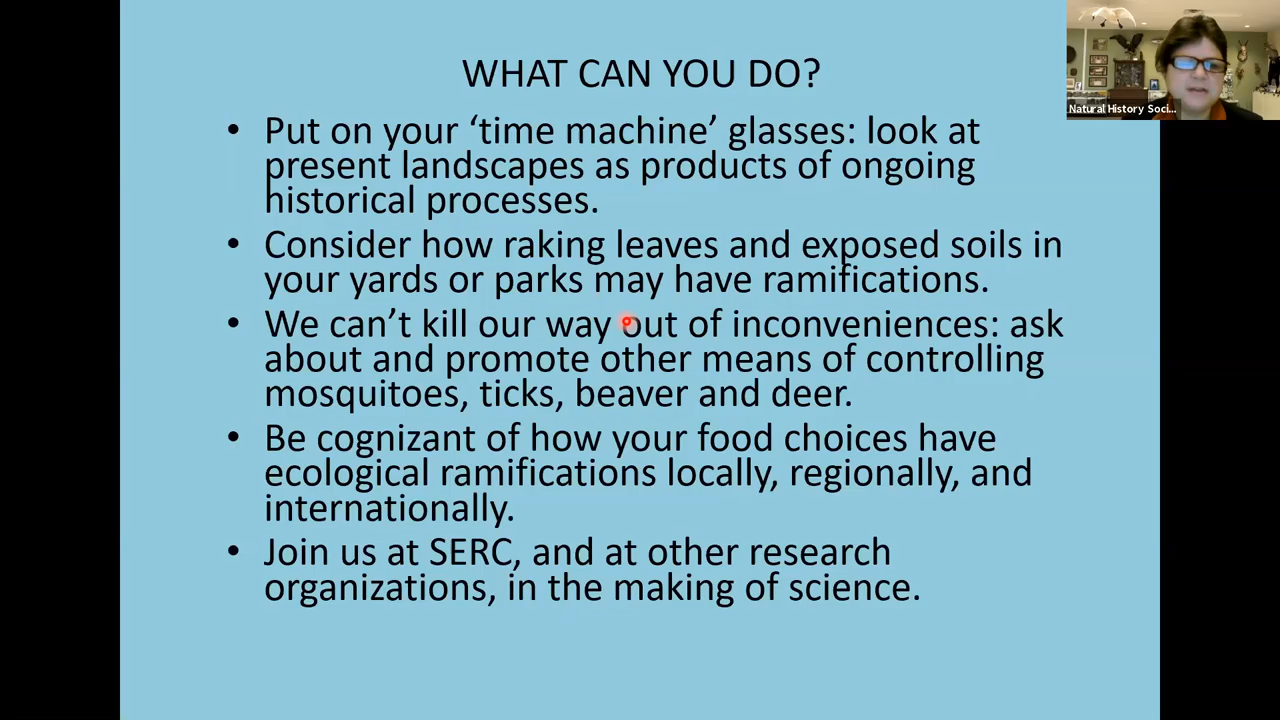 WHAT CAN YOU DO?
• Put on your ‘time machine’ glasses: look at
present landscapes as products of ongoing
historical processes.
• Consider how raking leaves and exposed soils in
your yards or parks may have ramifications.
• We can’t kill our way out of inconveniences: ask
about and promote other means of controlling
mosquitoes, ticks, beaver and deer.
• Be cognizant of how your food choices have
ecological ramifications locally, regionally, and
internationally.
• Join us at SERC, and at other research
organizations, in the making of science.
Natural History Soci...